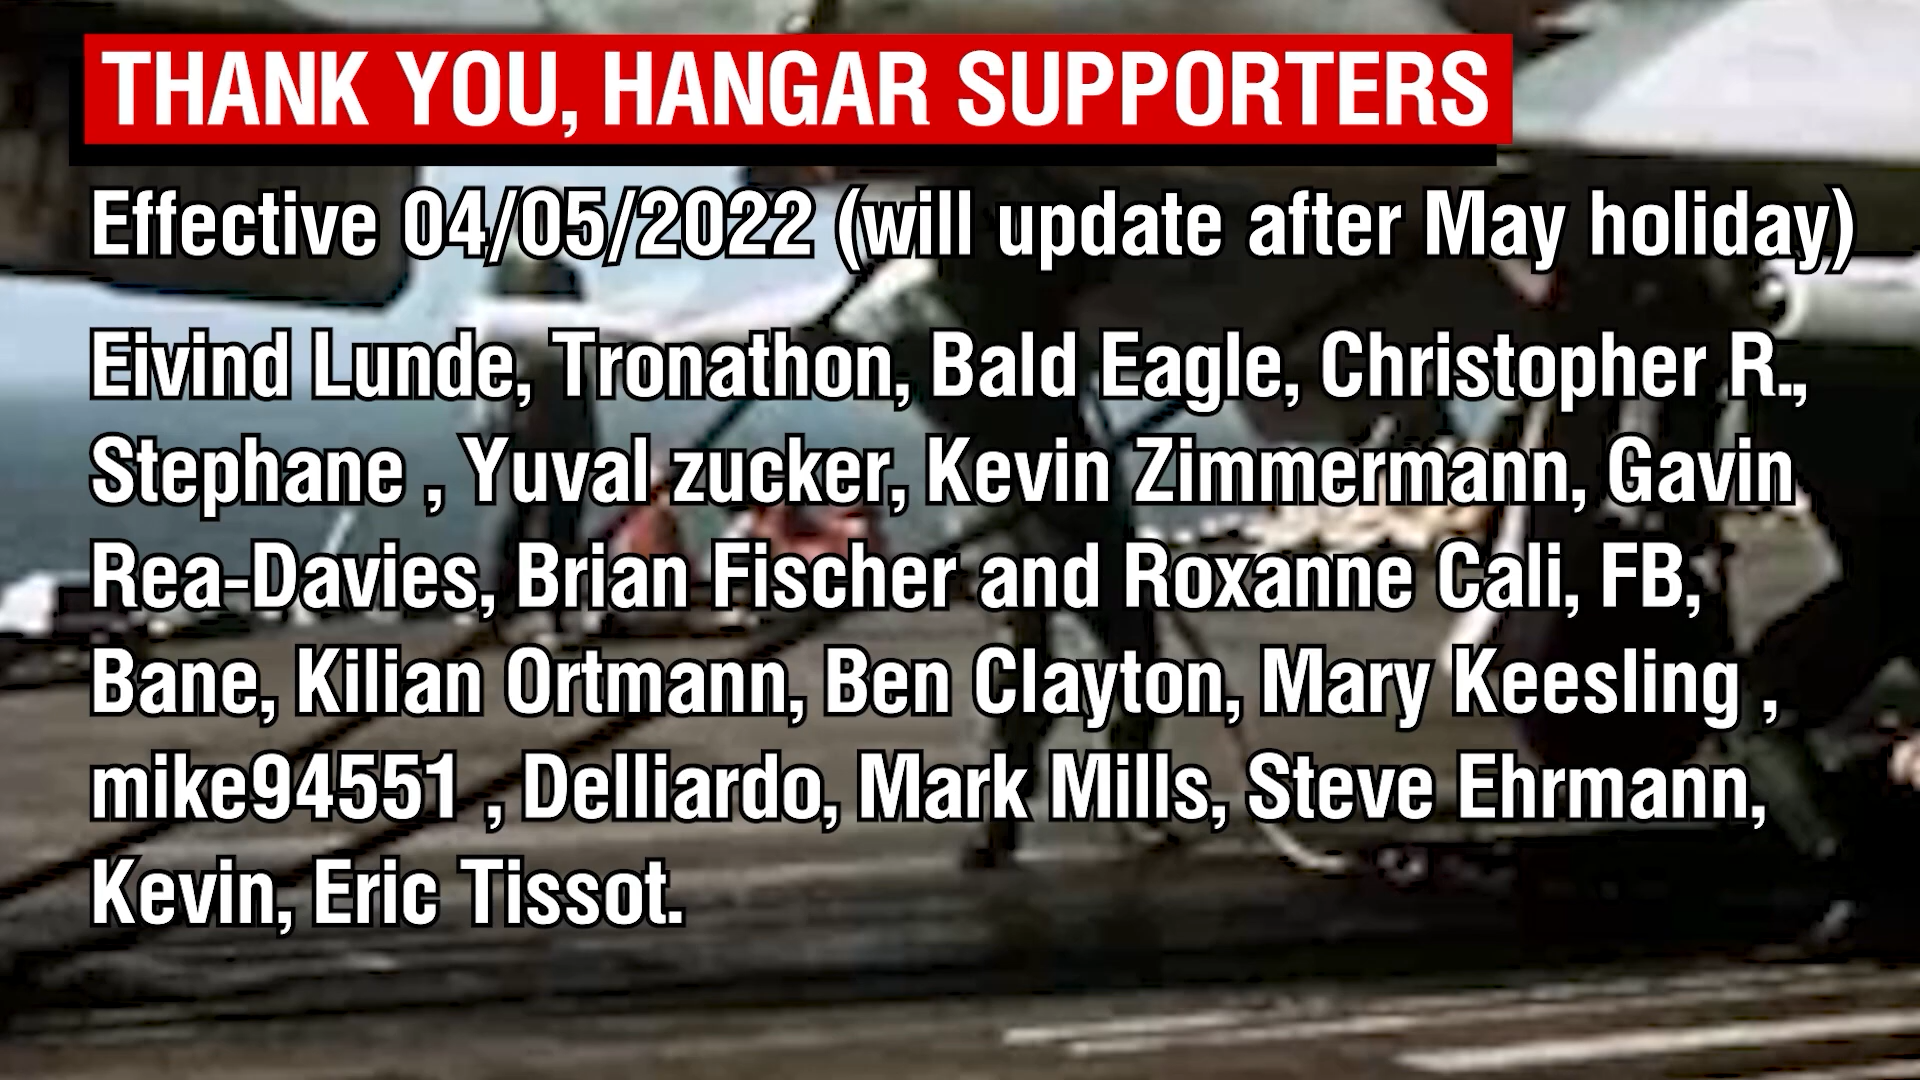 THANK YOU, HANGAR SUPPORTERS
Effective 04/05/2022 (will update after May holiday)
Eivind Lunde, Tronathon, Bald Eagle, Christopher R.,
Stephane , Yuval zucker, Kevin Zimmermann, Gavin
Rea-Davies, Brian Fischer and Roxanne Cali, FB,
Bane, Kilian Ortmann, Ben Clayton, Mary Keesling ,
mike94551 , Delliardo, Mark Mills, Steve Ehrmann,
Kevin, Eric Tissot.